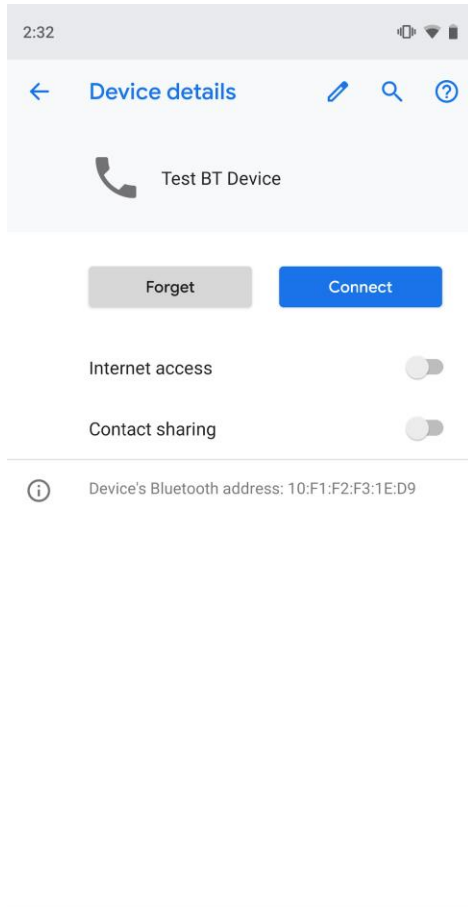 2:32
Device details
Test BT Device
Forget
Connect
Internet access
Contact sharing
Device's Bluetooth address: 10:F1:F2:F3:1E:D9